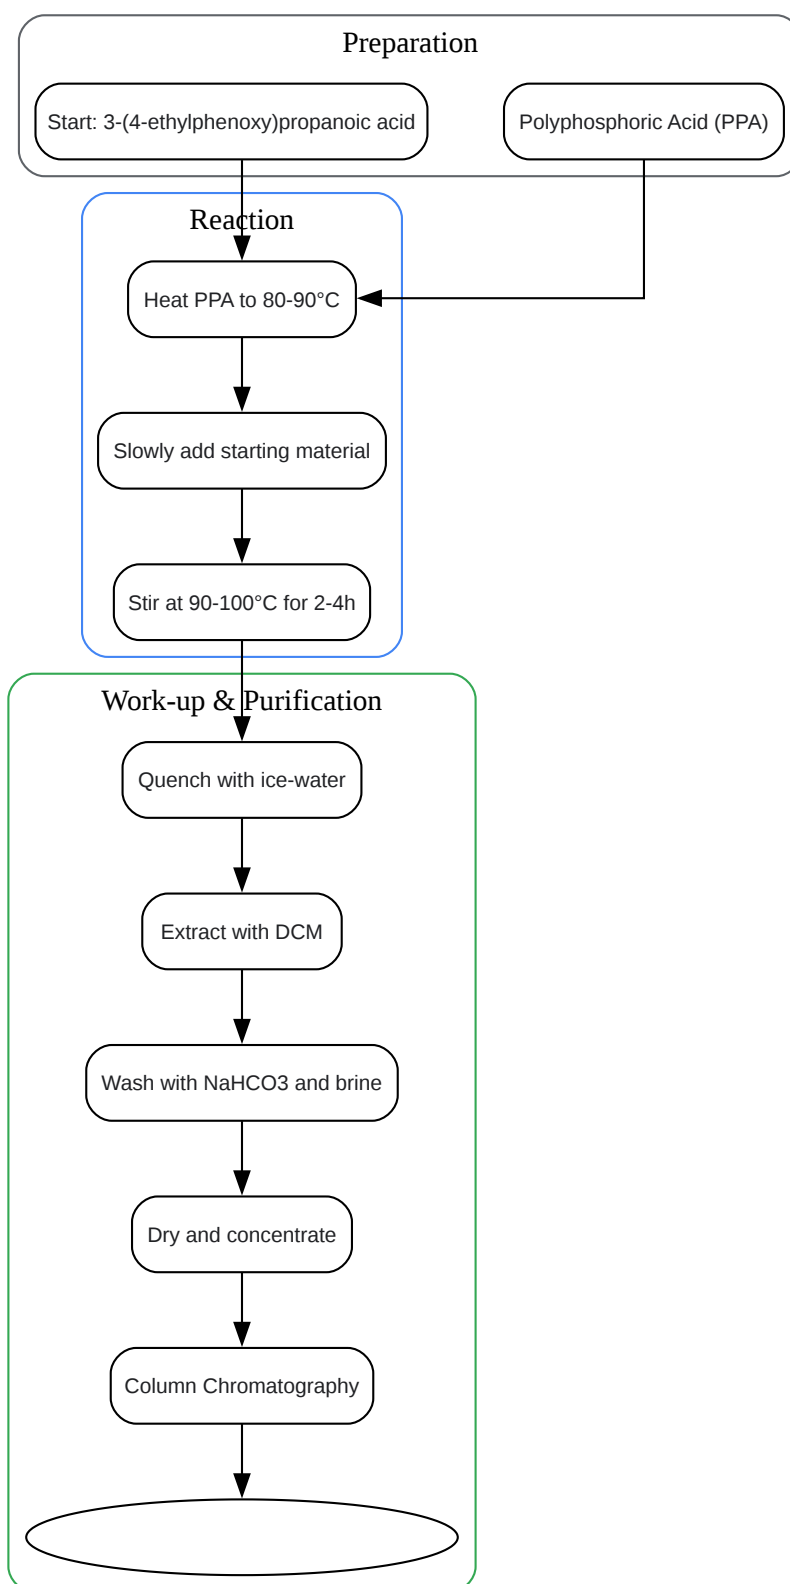 Preparation
Start: 3-(4-ethylphenoxy)propanoic acid
Polyphosphoric Acid (PPA)
Reaction
Heat PPA to 80-90°C
Slowly add starting material
Stir at 90-100°C for 2-4h
Work-up & Purification
Quench with ice-water
Extract with DCM
Wash with NaHCO3 and brine
Dry and concentrate
Column Chromatography